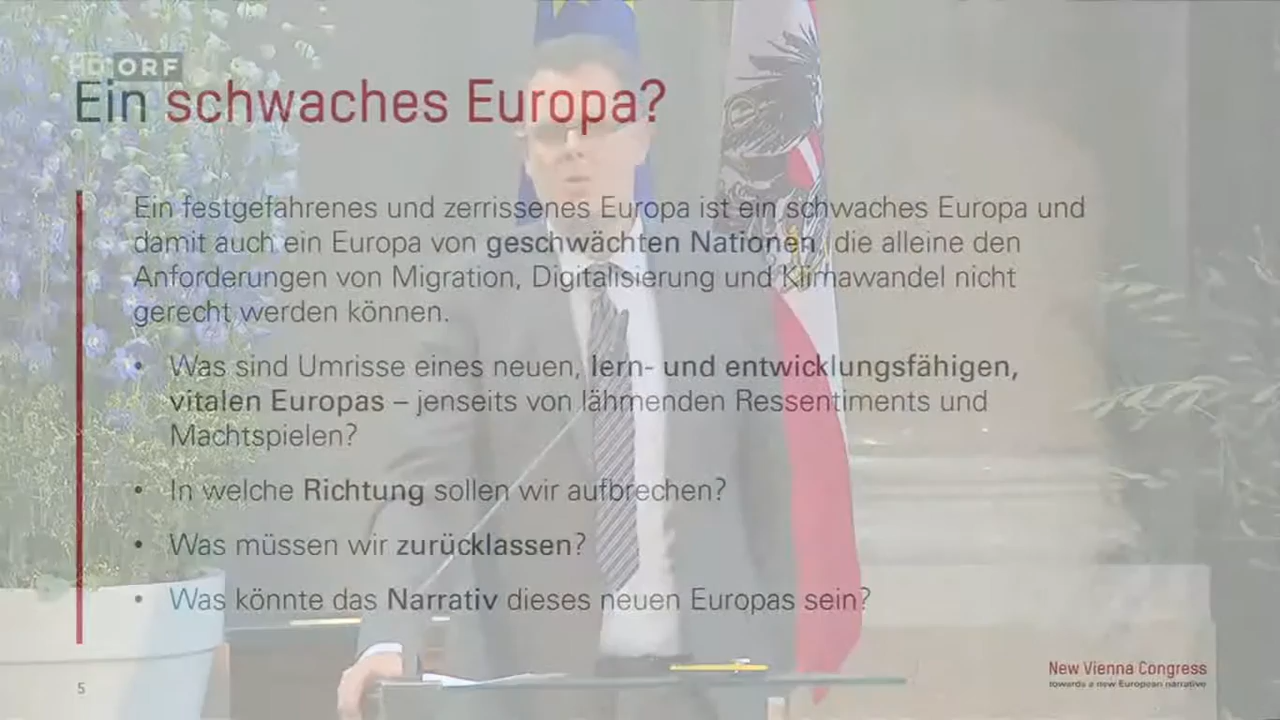 HD ORF
Ein schwaches Europa?
Ein festgefahrenes und zerrissenes Europa ist ein schwaches Europa und
damit auch ein Europa von geschwächten Nationen, die alleine den
Anforderungen von Migration, Digitalisierung und Klimawandel nicht
gerecht werden können.
• Was sind Umrisse eines neuen, lern- und entwicklungsfähigen,
vitalen Europas – jenseits von lähmenden Ressentiments und
Machtspielen?
• In welche Richtung sollen wir aufbrechen?
• Was müssen wir zurücklassen?
• Was könnte das Narrativ dieses neuen Europas sein?
5
New Vienna Congress
towards a new European narrative